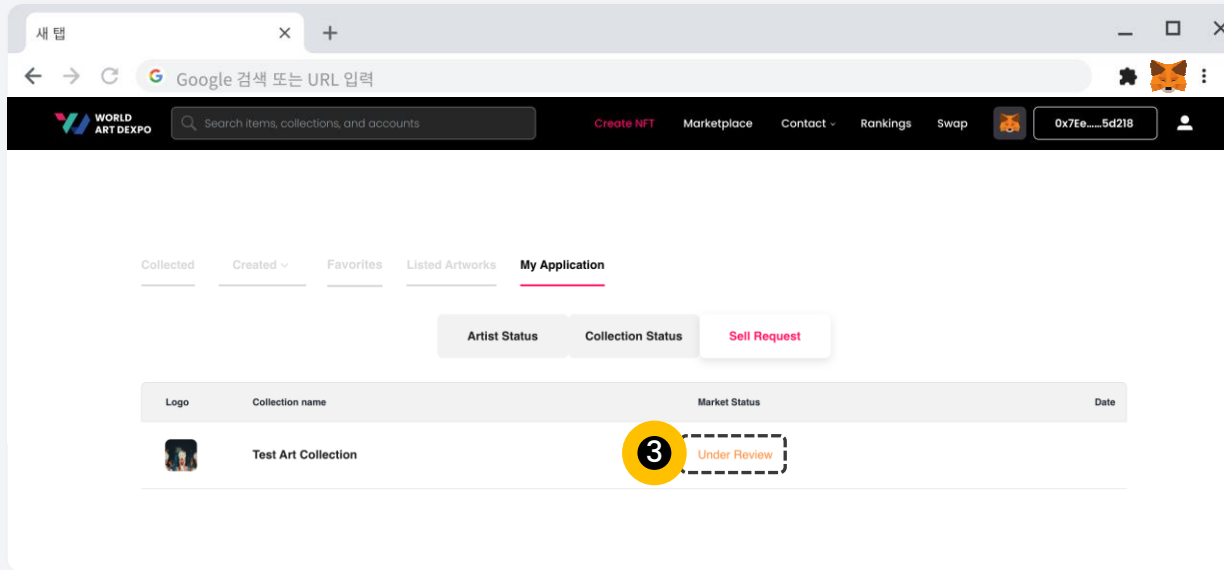 새 탭
Google 검색 또는 URL 입력
WORLD
ART DEXPO
Search items, collections, and accounts
Create NFT
Marketplace
Contact
Rankings
Swap
0x7Ee......5d218
Collected
Created
Favorites
Listed Artworks
My Application
Artist Status
Collection Status
Sell Request
Logo
Collection name
Market Status
Date
Test Art Collection
3
Under Review